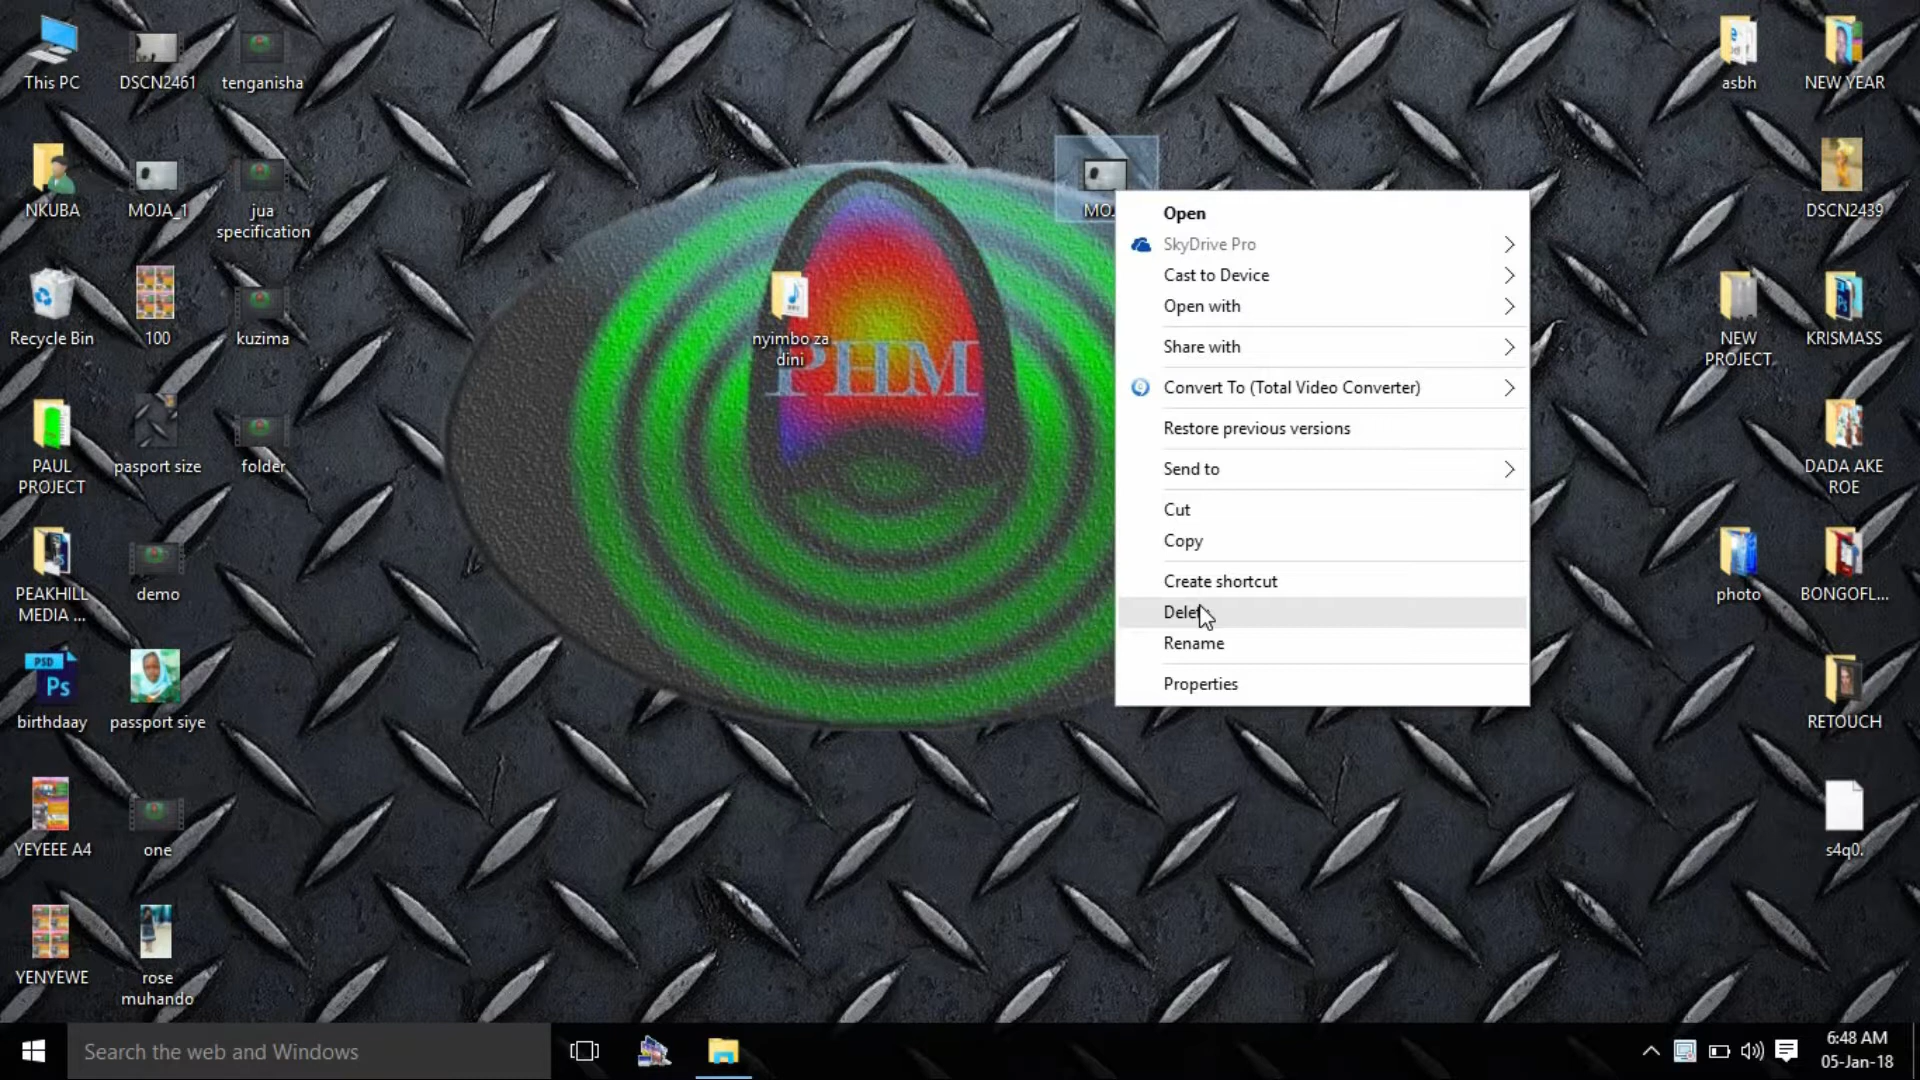 This PC
DSCN2461
tenganisha
asbh
NEW YEAR
NKUBA
MOJA_1
jua
specification
MO
DSCN2439
Recycle Bin
100
kuzima
nyimbo za
dini
PHM
NEW
PROJECT
KRISMASS
PAUL
PROJECT
pasport size
folder
DADA AKE
ROE
PEAKHILL
MEDIA ...
demo
photo
BONGOFL...
PSD
Ps
birthdaay
passport siye
RETOUCH
YEYEEE A4
one
s4q0.
YENYEWE
rose
muhando
Open
SkyDrive Pro
Cast to Device
Open with
Share with
Convert To (Total Video Converter)
Restore previous versions
Send to
Cut
Copy
Create shortcut
Delet
Rename
Properties
Search the web and Windows
6:48 AM
05-Jan-18